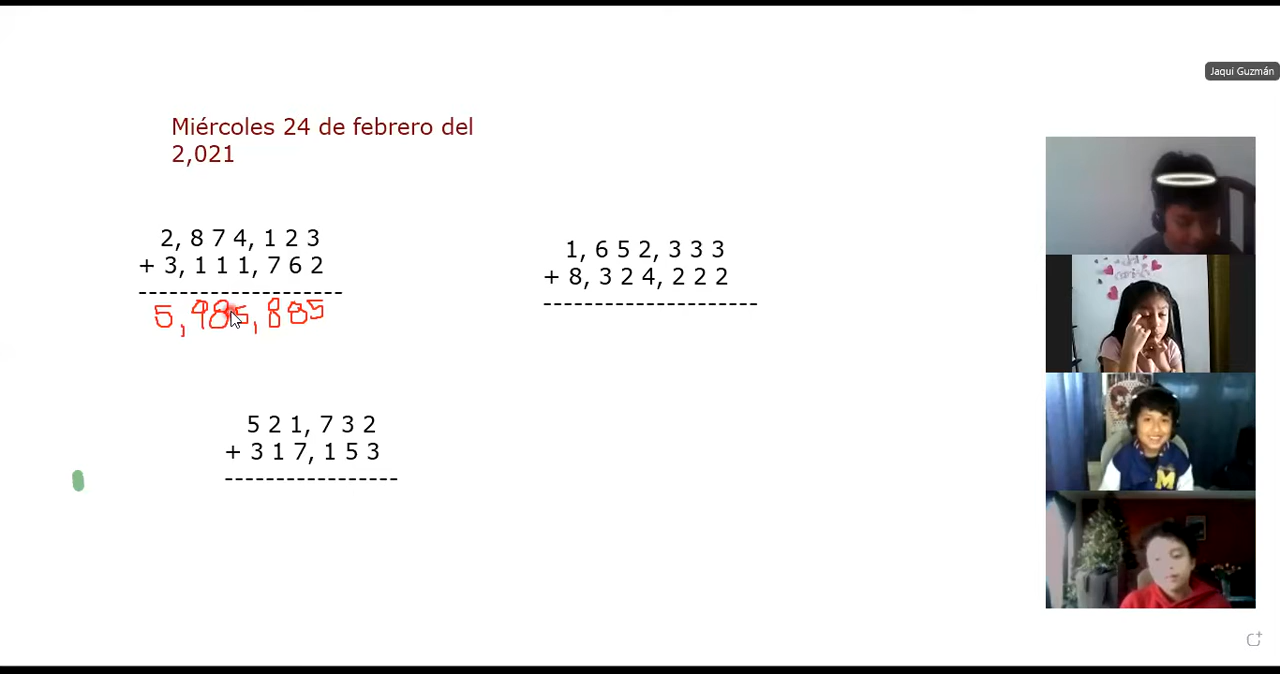 Jaqui Guzmán
Miércoles 24 de febrero del
2,021
2, 8 7 4, 1 2 3
+ 3, 1 1 1, 7 6 2
-------------------
5,985,885
1, 6 5 2, 3 3 3
+ 8, 3 2 4, 2 2 2
--------------------
5 2 1, 7 3 2
+ 3 1 7, 1 5 3
----------------
M